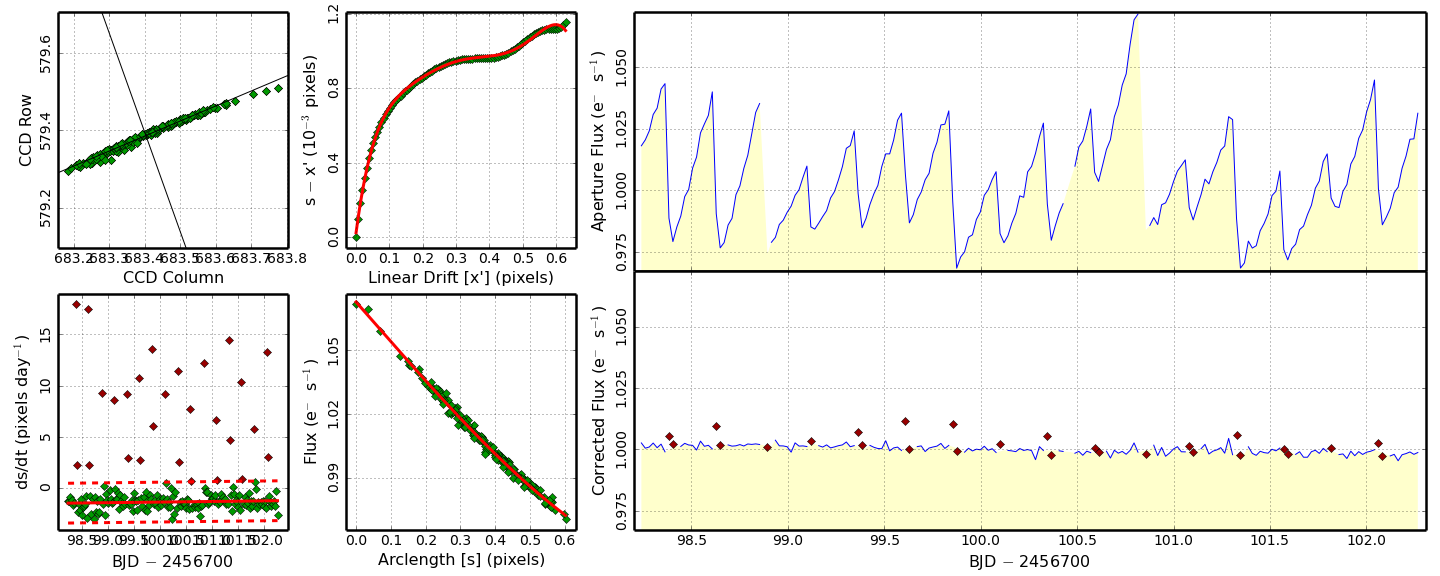 579.6
579.4
579.2
CCD Row
683.2 683.3 683.4 683.5 683.6 683.7 683.8
CCD Column
1.2
0.8
0.4
0.0
s − x' (10⁻³ pixels)
0.0 0.1 0.2 0.3 0.4 0.5 0.6
Linear Drift [x'] (pixels)
1.050
1.025
1.000
0.975
Aperture Flux (e⁻ s⁻¹)
15
10
5
0
ds/dt (pixels day⁻¹)
98.5 99.0 99.5 100.0 100.5 101.0 101.5 102.0
BJD − 2456700
1.05
1.02
0.99
Flux (e⁻ s⁻¹)
0.0 0.1 0.2 0.3 0.4 0.5 0.6
Arclength [s] (pixels)
1.050
1.025
1.000
0.975
Corrected Flux (e⁻ s⁻¹)
98.5 99.0 99.5 100.0 100.5 101.0 101.5 102.0
BJD − 2456700